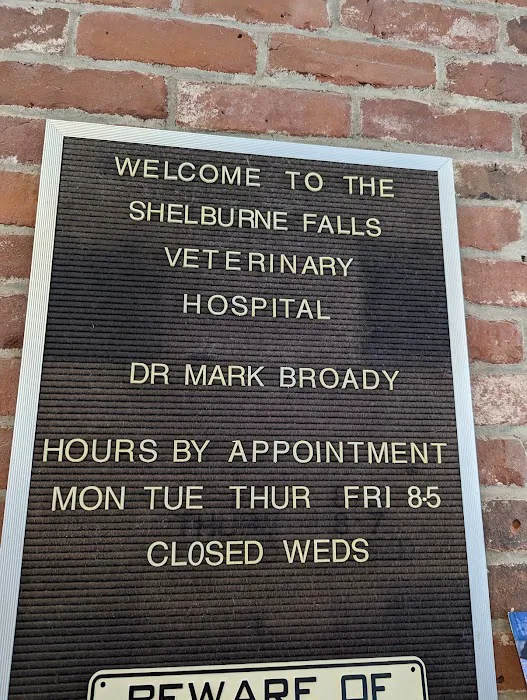 WELCOME TO THE
SHELBURNE FALLS
VETERINARY
HOSPITAL
DR MARK BROADY
HOURS BY APPOINTMENT
MON TUE THUR FRI 8-5
CLOSED WEDS
BEWARE OF